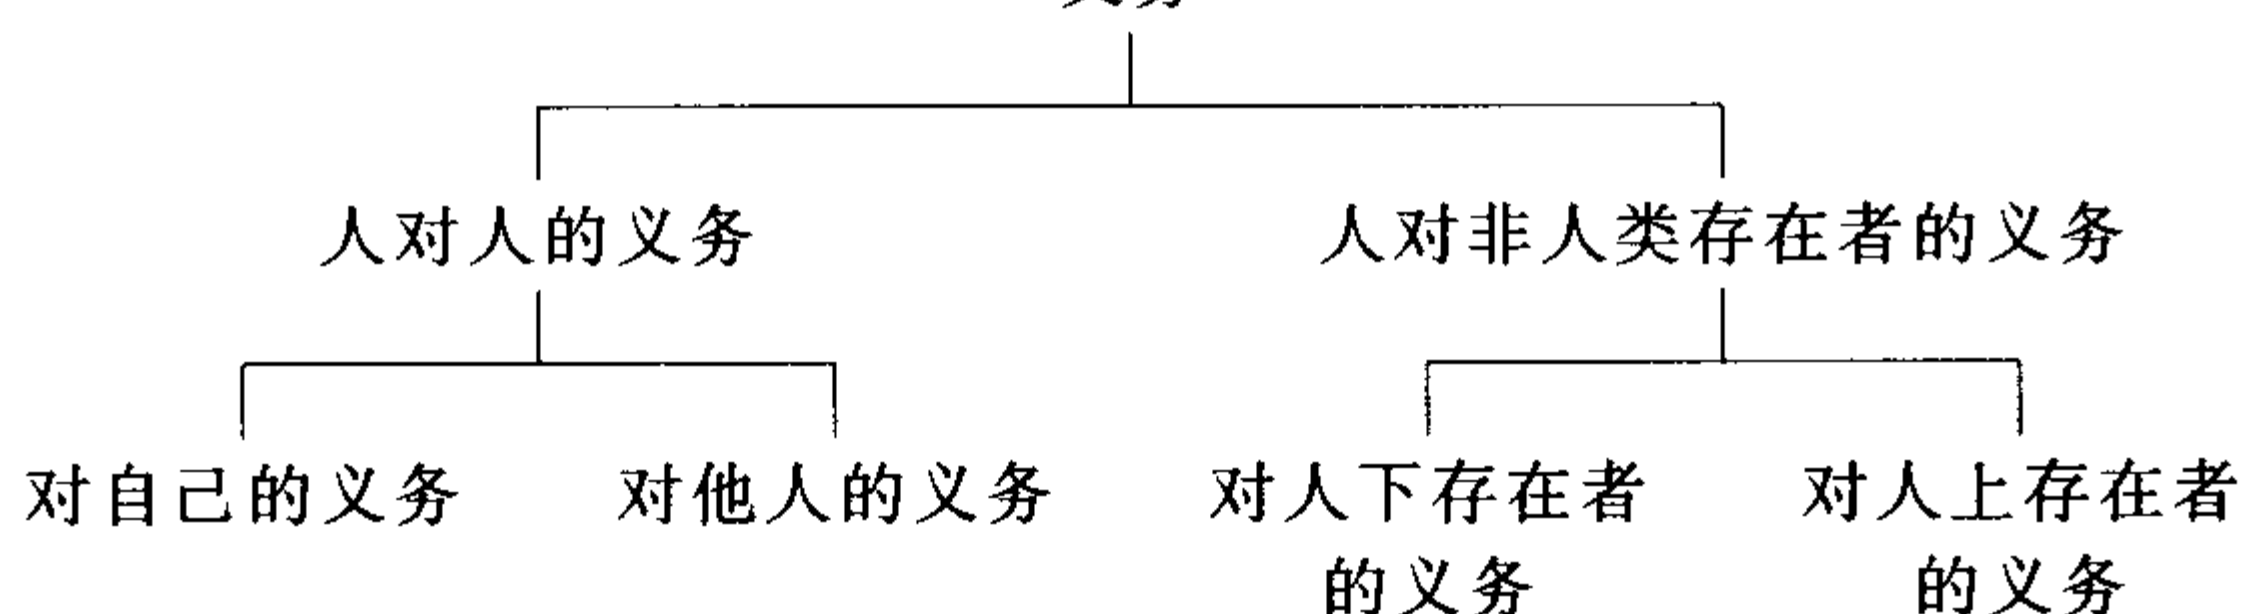 义务
人对人的义务 人对非人类存在者的义务
对自己的义务 对他人的义务 对人下存在者 对人上存在者
的义务 的义务